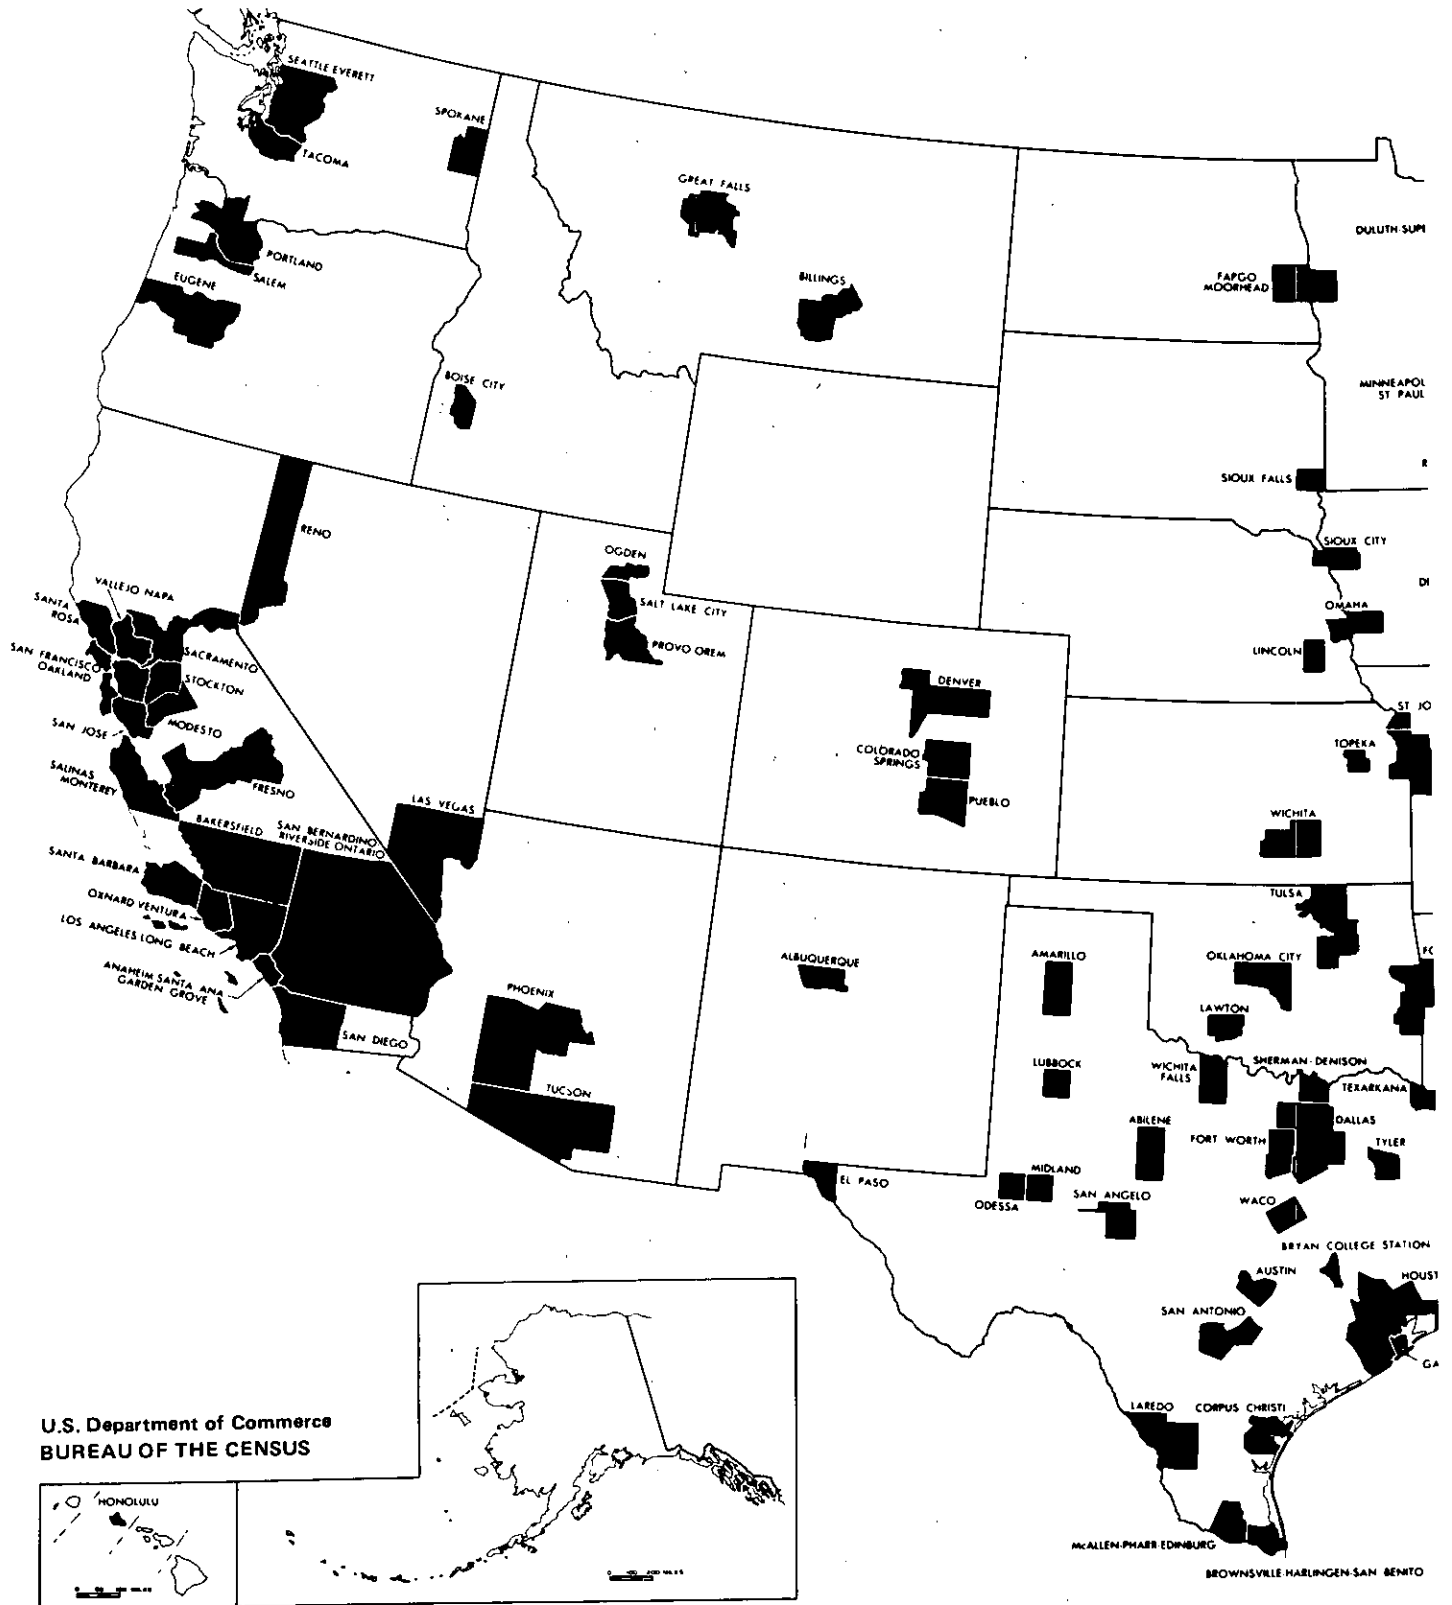 SEATTLE EVERETT
SPOKANE
TACOMA
GREAT FALLS
DULUTH-SUP
PORTLAND
SALEM
EUGENE
BILLINGS
FARGO
MOORHEAD
BOISE CITY
MINNEAPOL
ST PAUL
R
SIOUX FALLS
RENO
SIOUX CITY
OGDEN
VALLEJO NAPA
SANTA
ROSA
SALT LAKE CITY
OMAHA
SAN FRANCISCO
OAKLAND
SACRAMENTO
PROVO OREM
LINCOLN
STOCKTON
DENVER
SAN JOSE
MODESTO
ST JO
TOPEKA
COLORADO
SPRINGS
SALINAS
MONTEREY
FRESNO
PUEBLO
LAS VEGAS
WICHITA
BAKERSFIELD
SAN BERNARDINO
RIVERSIDE ONTARIO
SANTA BARBARA
OXNARD VENTURA
TULSA
LOS ANGELES LONG BEACH
ANAHEIM SANTA ANA
GARDEN GROVE
ALBUQUERQUE
AMARILLO
OKLAHOMA CITY
PHOENIX
LAWTON
SAN DIEGO
LUBBOCK
WICHITA
FALLS
SHERMAN-DENISON
TEXARKANA
TUCSON
ABILENE
DALLAS
FORT WORTH
TYLER
MIDLAND
EL PASO
ODESSA
SAN ANGELO
WACO
BRYAN COLLEGE STATION
AUSTIN
HOUST
SAN ANTONIO
GA
LAREDO
CORPUS CHRISTI
McALLEN-PHARR-EDINBURG
BROWNSVILLE-HARLINGEN-SAN BENITO
U.S. Department of Commerce
BUREAU OF THE CENSUS
HONOLULU